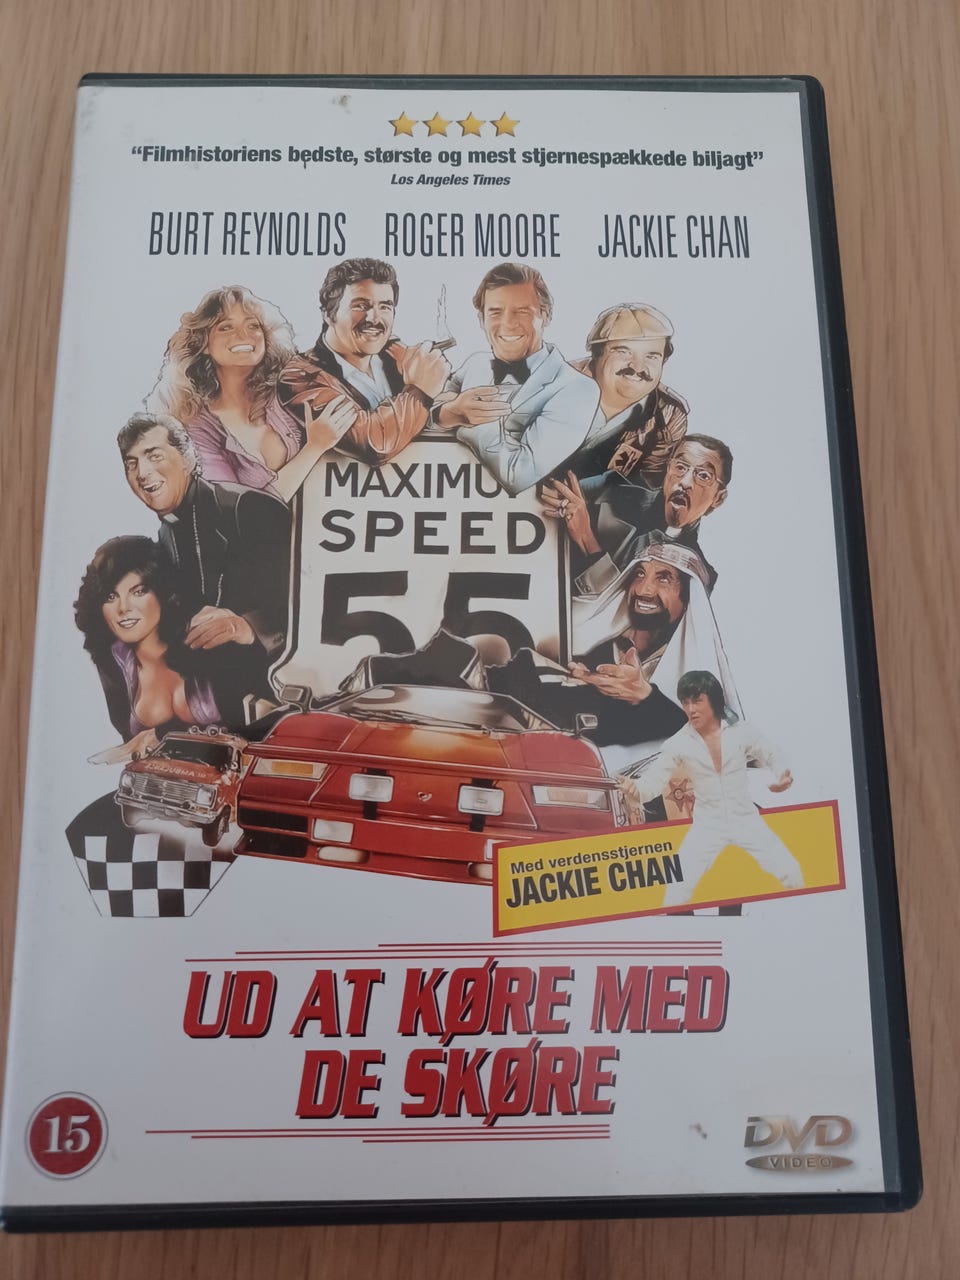 “Filmhistoriens bedste, største og mest stjernespækkede biljagt”
Los Angeles Times
BURT REYNOLDS ROGER MOORE JACKIE CHAN
MAXIMUM
SPEED
55
Med verdensstjernen
JACKIE CHAN
UD AT KØRE MED
DE SKØRE
15
DVD
VIDEO